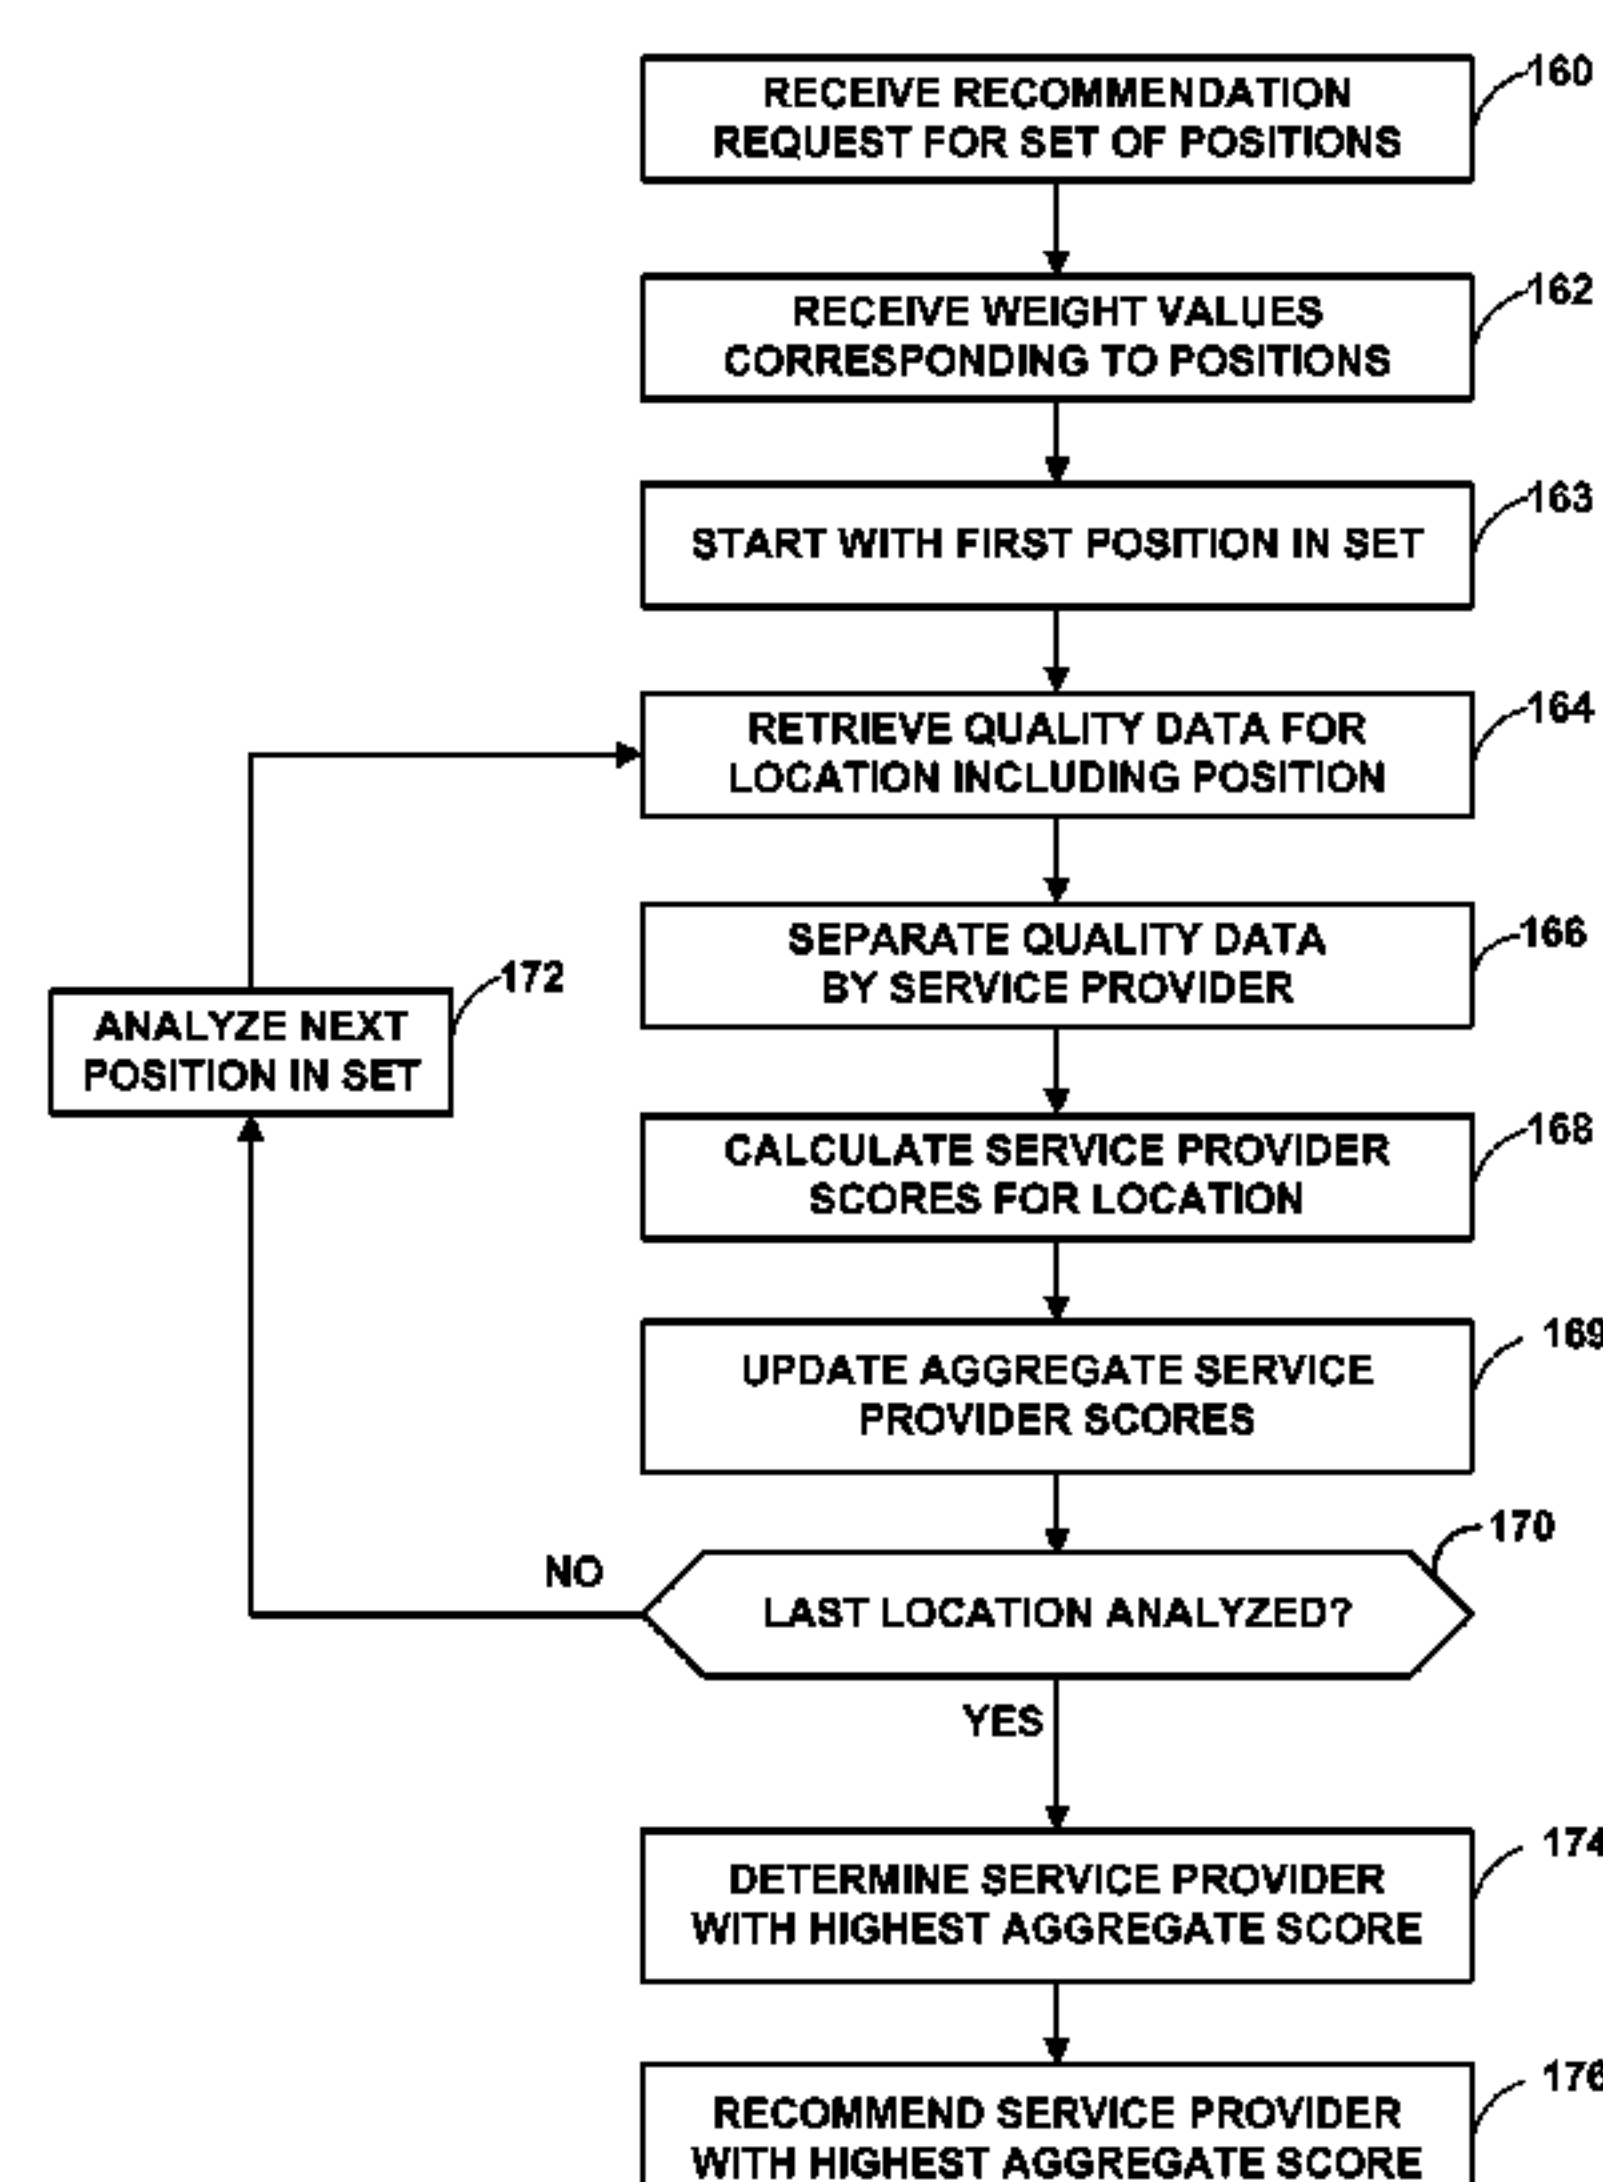 RECEIVE RECOMMENDATION
REQUEST FOR SET OF POSITIONS
160
RECEIVE WEIGHT VALUES
CORRESPONDING TO POSITIONS
162
START WITH FIRST POSITION IN SET
163
RETRIEVE QUALITY DATA FOR
LOCATION INCLUDING POSITION
164
SEPARATE QUALITY DATA
BY SERVICE PROVIDER
166
ANALYZE NEXT
POSITION IN SET
172
CALCULATE SERVICE PROVIDER
SCORES FOR LOCATION
168
UPDATE AGGREGATE SERVICE
PROVIDER SCORES
169
LAST LOCATION ANALYZED?
170
NO
YES
DETERMINE SERVICE PROVIDER
WITH HIGHEST AGGREGATE SCORE
174
RECOMMEND SERVICE PROVIDER
WITH HIGHEST AGGREGATE SCORE
176